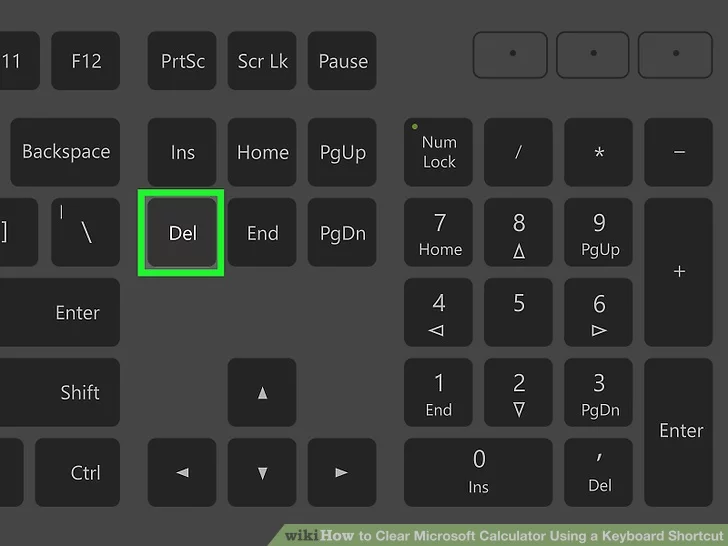 11 F12 PrtSc Scr Lk Pause
Backspace Ins Home PgUp Num Lock / * −
] | \ Del End PgDn 7 Home 8 9 PgUp +
Enter 4 5 6
Shift 1 End 2 3 PgDn Enter
Ctrl 0 Ins , Del
wikiHow to Clear Microsoft Calculator Using a Keyboard Shortcut